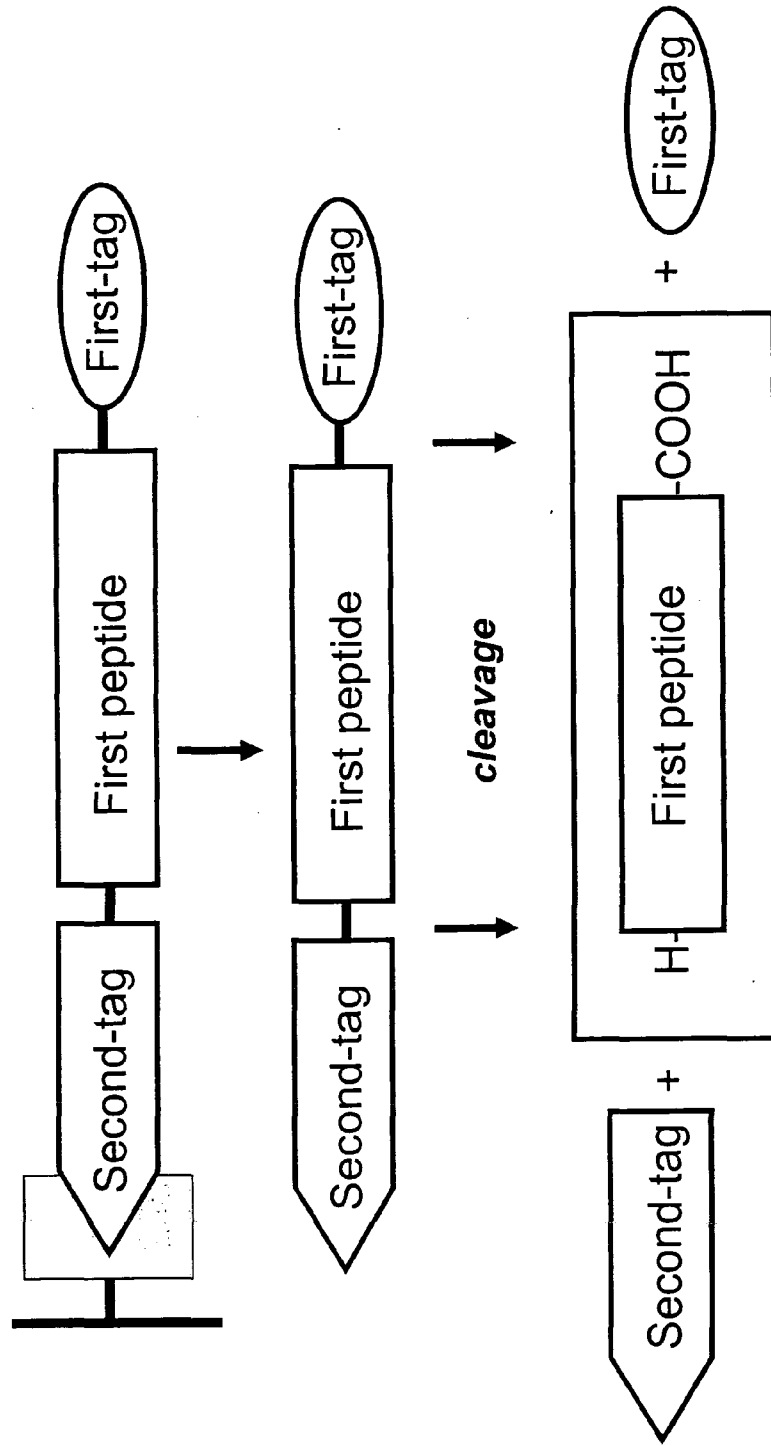 Second-tag First peptide First-tag
Second-tag First peptide First-tag
cleavage
Second-tag + H- First peptide -COOH + First-tag